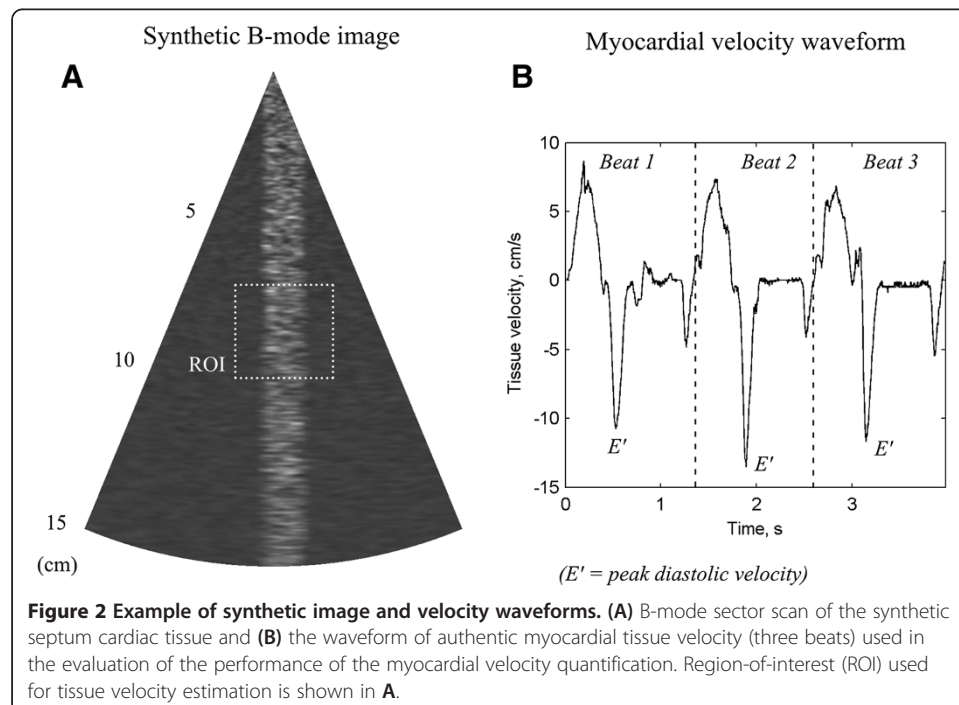 Synthetic B-mode image
A
5
10
ROI
15
(cm)
Myocardial velocity waveform
B
10
5
0
-5
-10
-15
Tissue velocity, cm/s
Beat 1
Beat 2
Beat 3
E'
E'
E'
0
1
2
3
Time, s
(E' = peak diastolic velocity)
Figure 2 Example of synthetic image and velocity waveforms. (A) B-mode sector scan of the synthetic
septum cardiac tissue and (B) the waveform of authentic myocardial tissue velocity (three beats) used in
the evaluation of the performance of the myocardial velocity quantification. Region-of-interest (ROI) used
for tissue velocity estimation is shown in A.